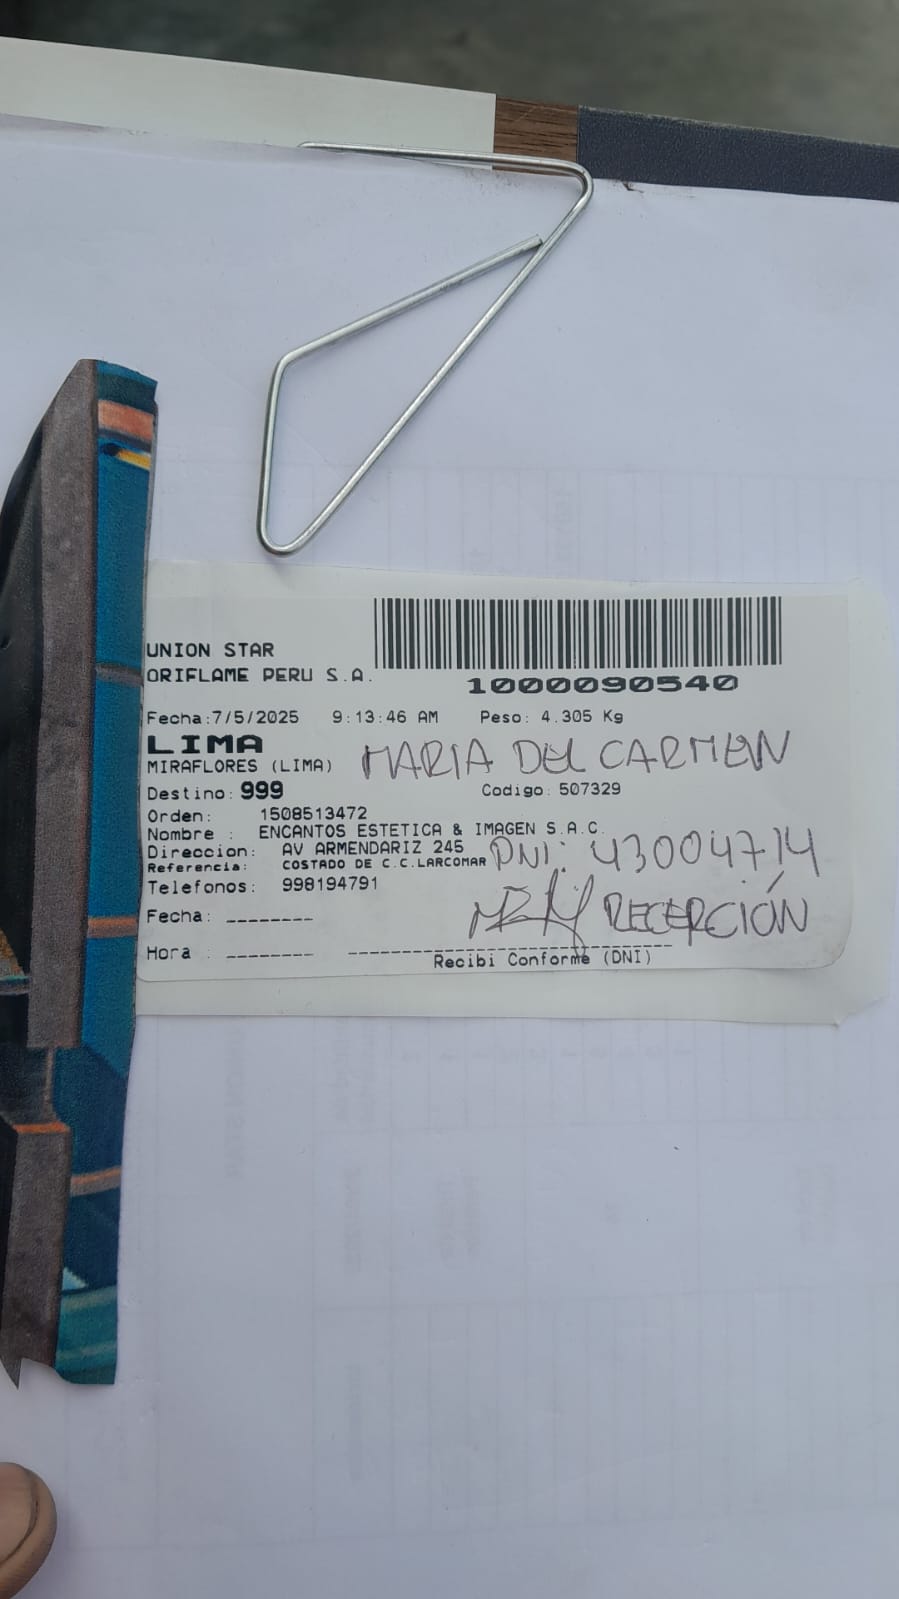 UNION STAR
ORIFLAME PERU S.A.
1000090540
Fecha:7/5/2025 9:13:46 AM Peso: 4.305 Kg
LIMA
MIRAFLORES (LIMA) MARIA DEL CARMEN
Destino: 999 Codigo: 507329
Orden: 1508513472
Nombre : ENCANTOS ESTETICA & IMAGEN S.A.C.
Direccion: AV ARMENDARIZ 245
Referencia: COSTADO DE C.C.LARCOMAR DNI: 43004714
Telefonos: 998194791
Fecha: ________ RECEPCIÓN
Hora : ________
Recibi Conforme (DNI)